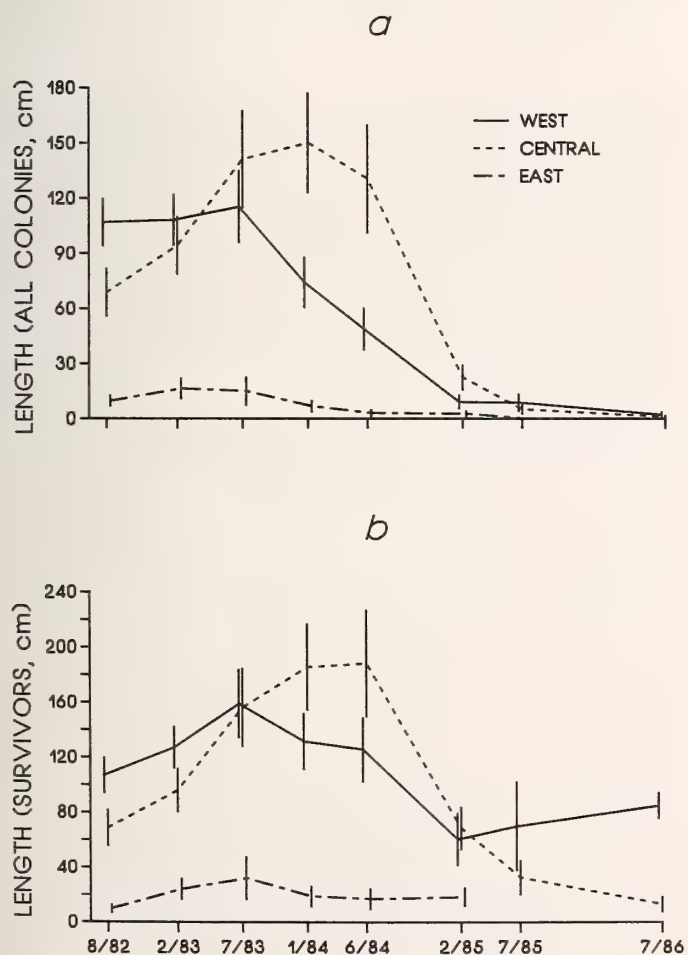 a
LENGTH (ALL COLONIES, cm)
180
150
120
90
60
30
0
WEST
CENTRAL
EAST
b
LENGTH (SURVIVORS, cm)
240
200
160
120
80
40
0
8/82 2/83 7/83 1/84 6/84 2/85 7/85 7/86